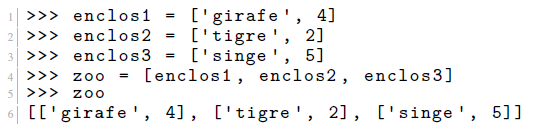 1 >>> enclos1 = ['girafe', 4]
2 >>> enclos2 = ['tigre', 2]
3 >>> enclos3 = ['singe', 5]
4 >>> zoo = [enclos1, enclos2, enclos3]
5 >>> zoo
6 [['girafe', 4], ['tigre', 2], ['singe', 5]]